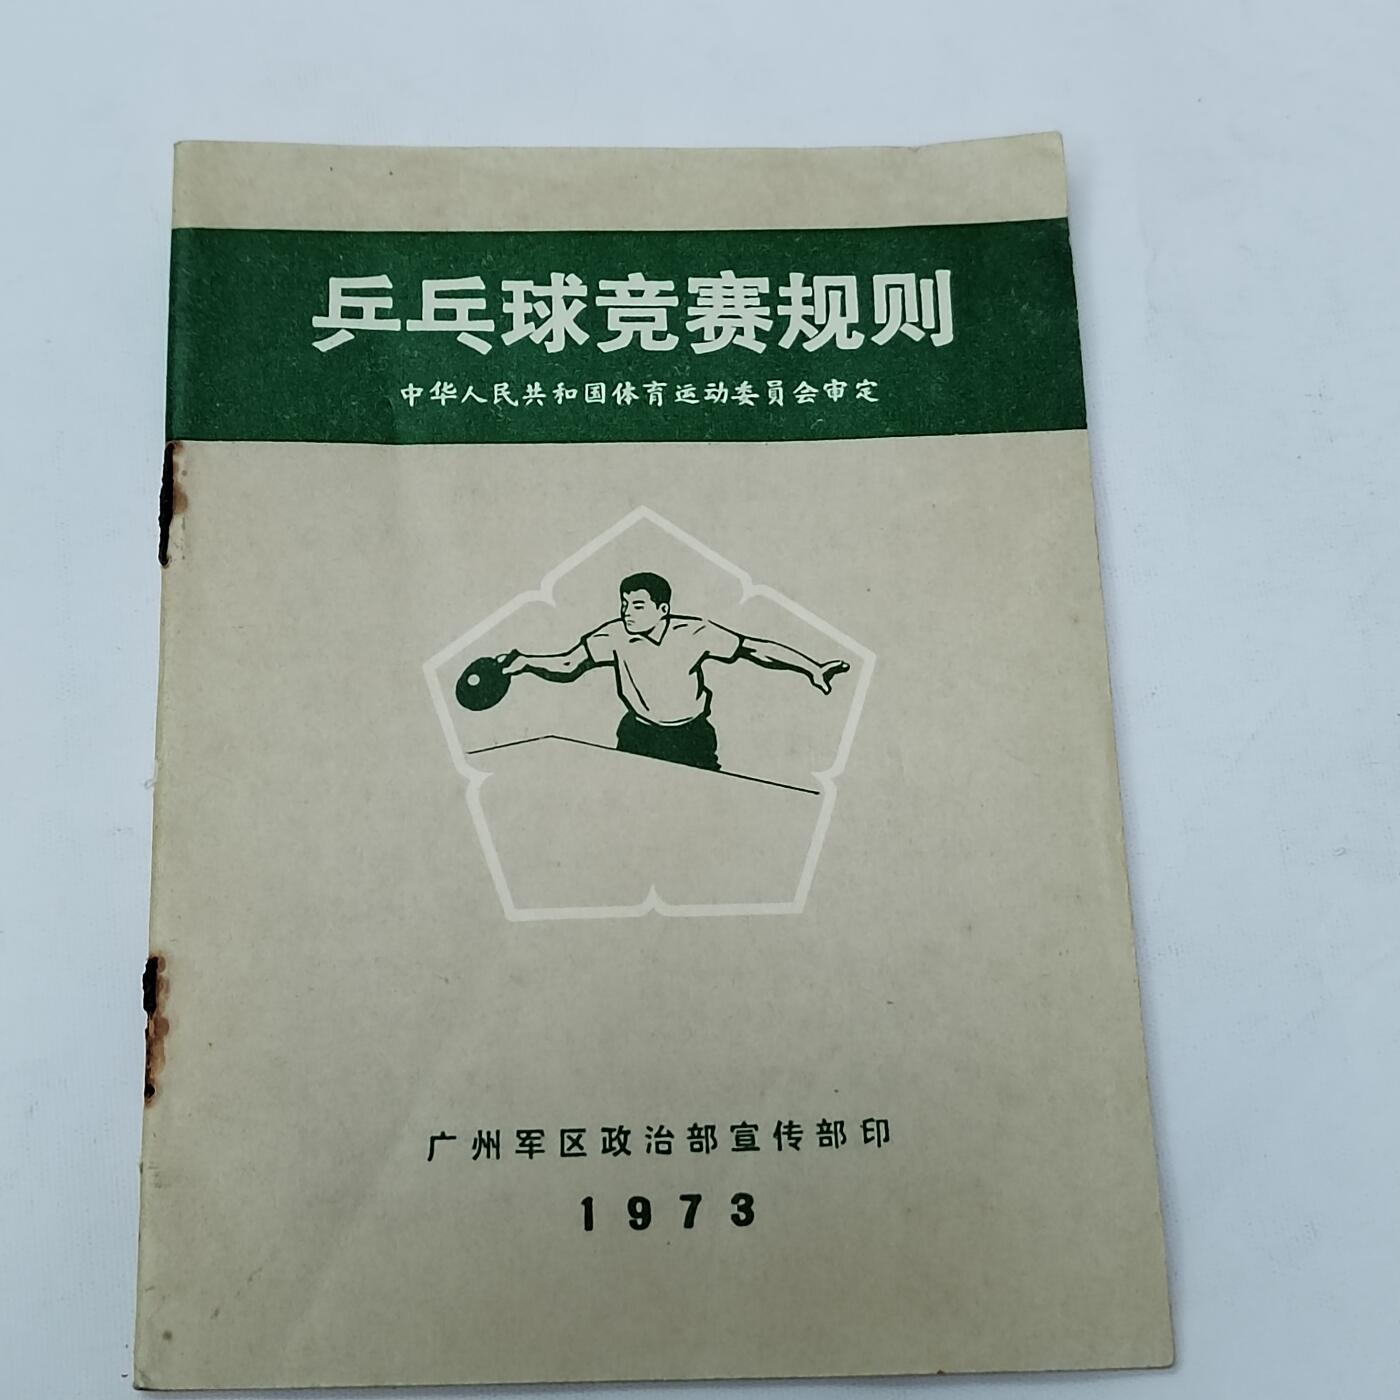 乒乓球竞赛规则
中华人民共和国体育运动委員会审定
广州军区政治部宣传部印
1973